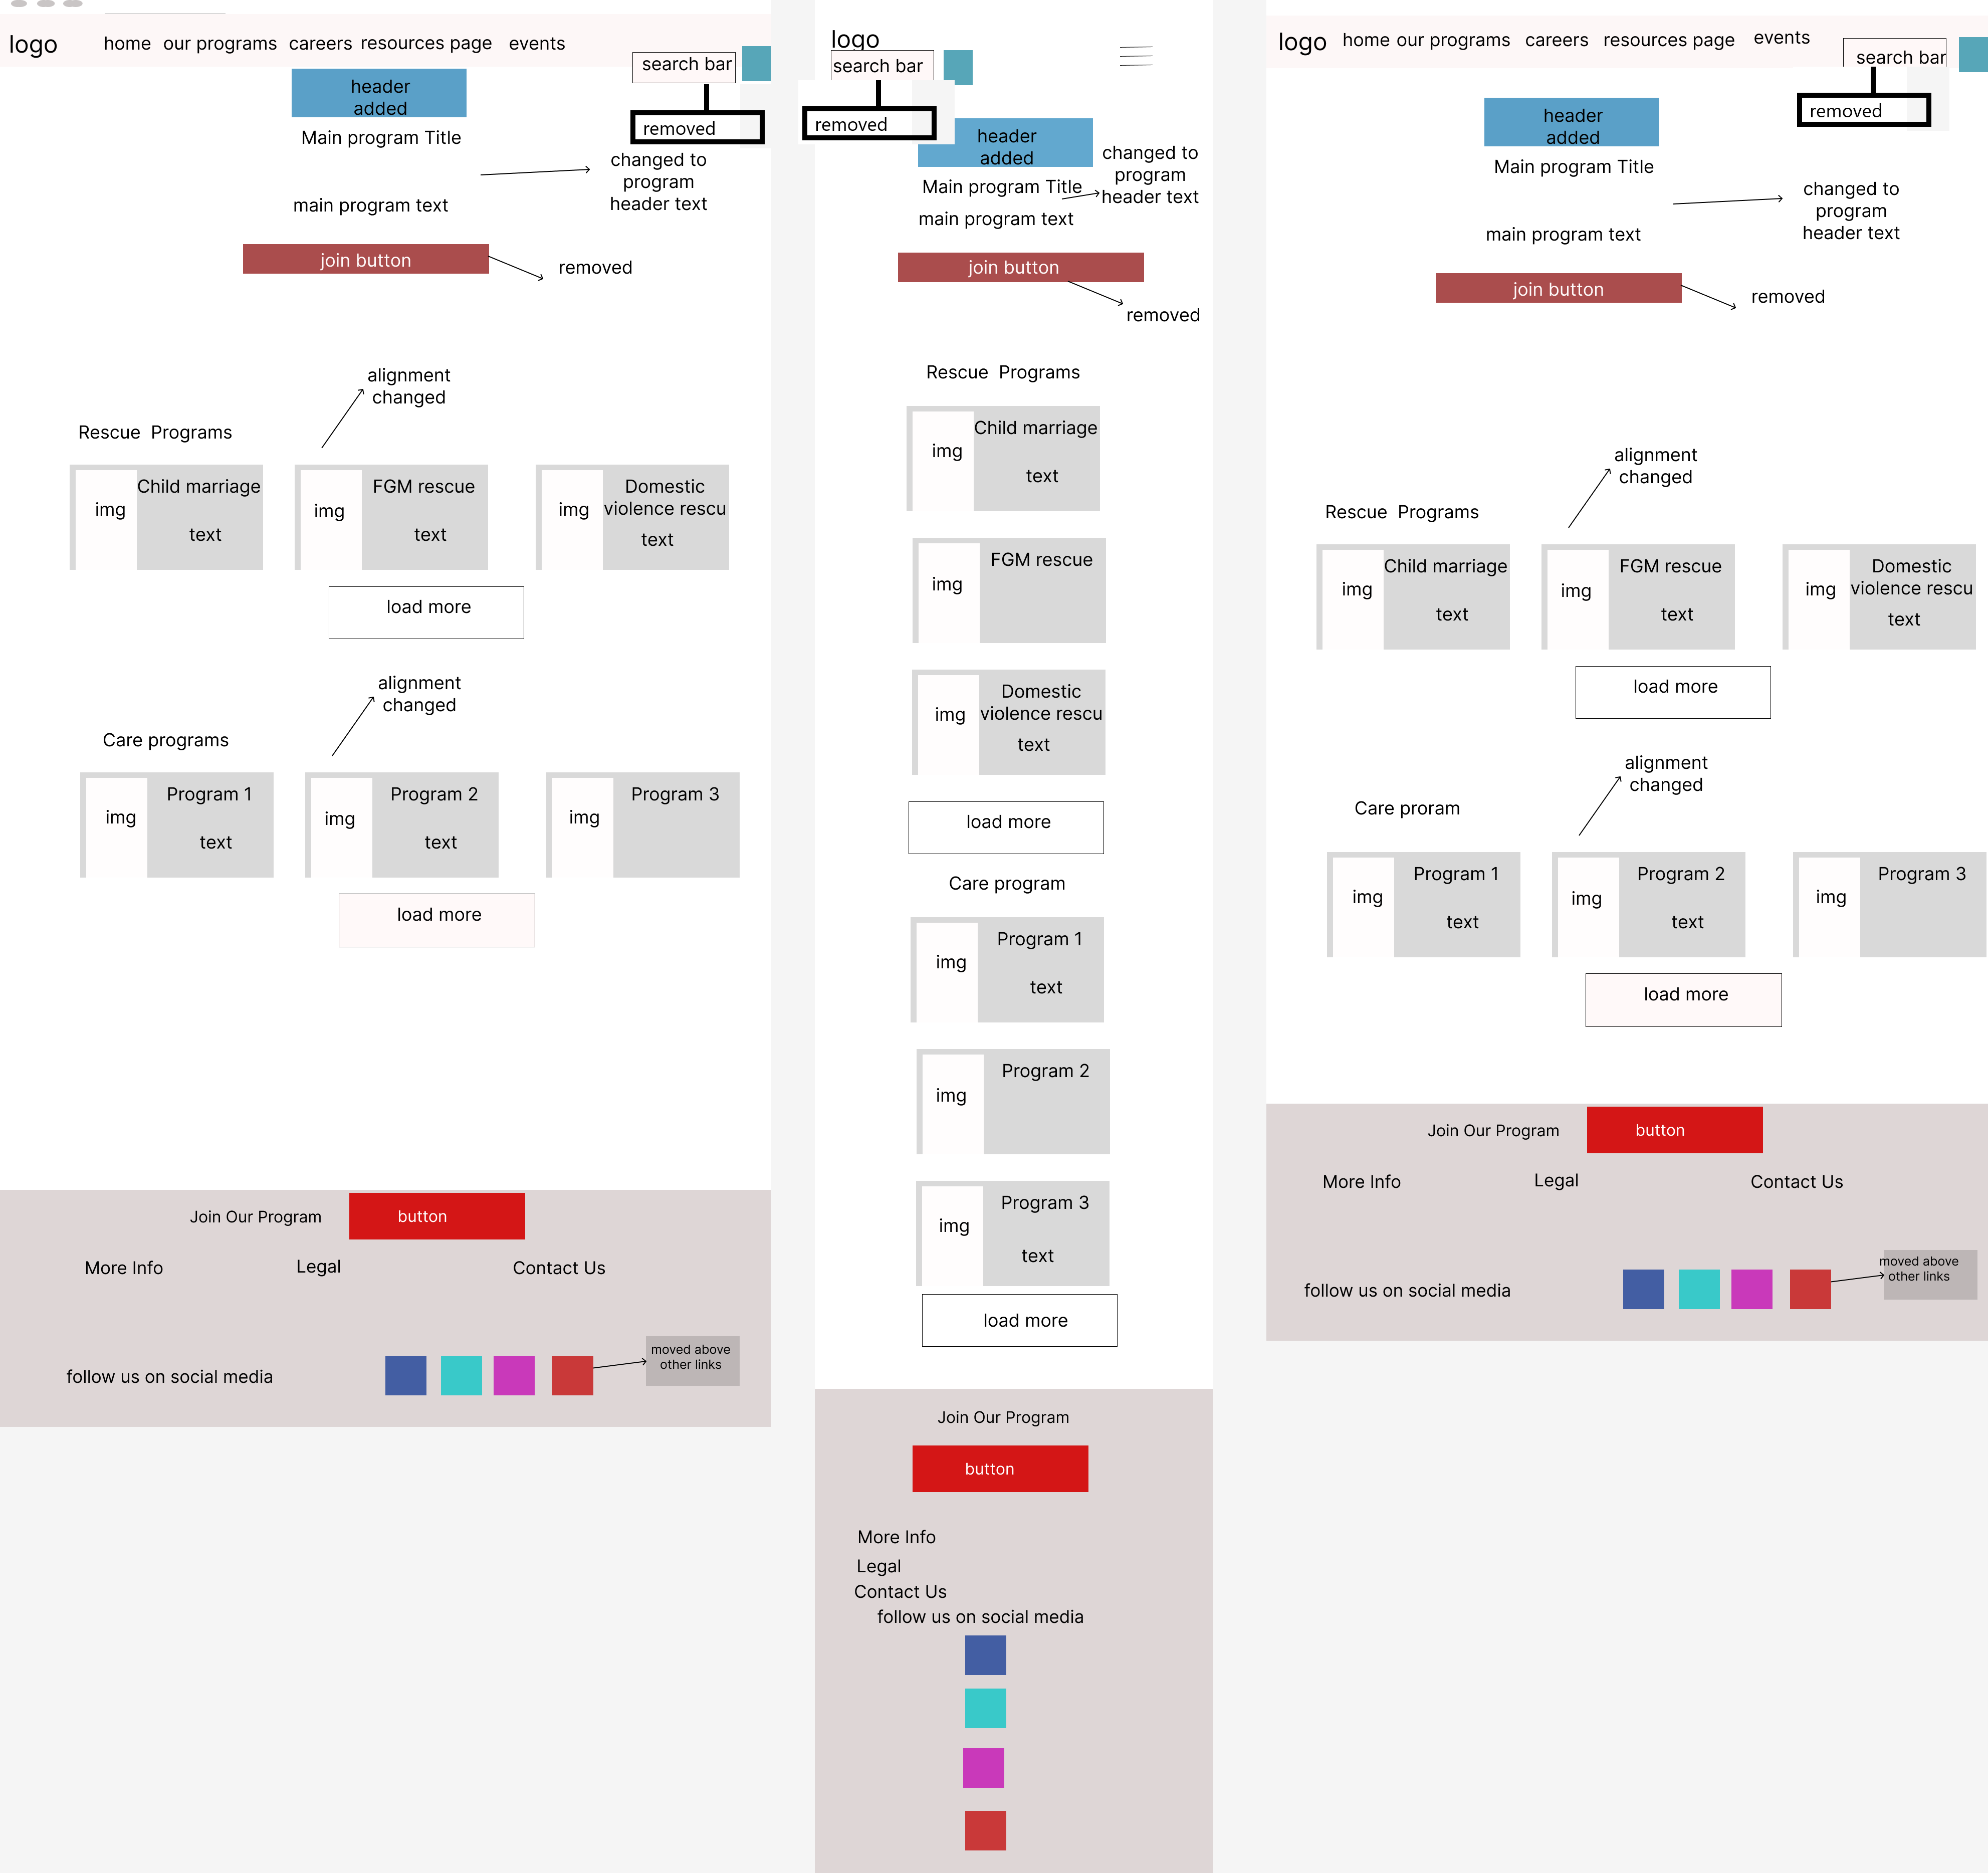 logo
home
our programs
careers
resources page
events
search bar
removed
header
added
Main program Title
changed to
program
header text
main program text
join button
removed
alignment
changed
Rescue  Programs
img
Child marriage
text
img
FGM rescue
text
img
Domestic
violence rescu
text
load more
alignment
changed
Care programs
img
Program 1
text
img
Program 2
text
img
Program 3
load more
Join Our Program
button
More Info
Legal
Contact Us
follow us on social media
moved above
other links
logo
search bar
removed
header
added
Main program Title
changed to
program
header text
main program text
join button
removed
Rescue  Programs
img
Child marriage
text
img
FGM rescue
img
Domestic
violence rescu
text
load more
Care program
img
Program 1
text
img
Program 2
img
Program 3
text
load more
Join Our Program
button
More Info
Legal
Contact Us
follow us on social media
logo
home
our programs
careers
resources page
events
search bar
removed
header
added
Main program Title
changed to
program
header text
main program text
join button
removed
alignment
changed
Rescue  Programs
img
Child marriage
text
img
FGM rescue
text
img
Domestic
violence rescu
text
load more
alignment
changed
Care proram
img
Program 1
text
img
Program 2
text
img
Program 3
load more
Join Our Program
button
More Info
Legal
Contact Us
follow us on social media
moved above
other links